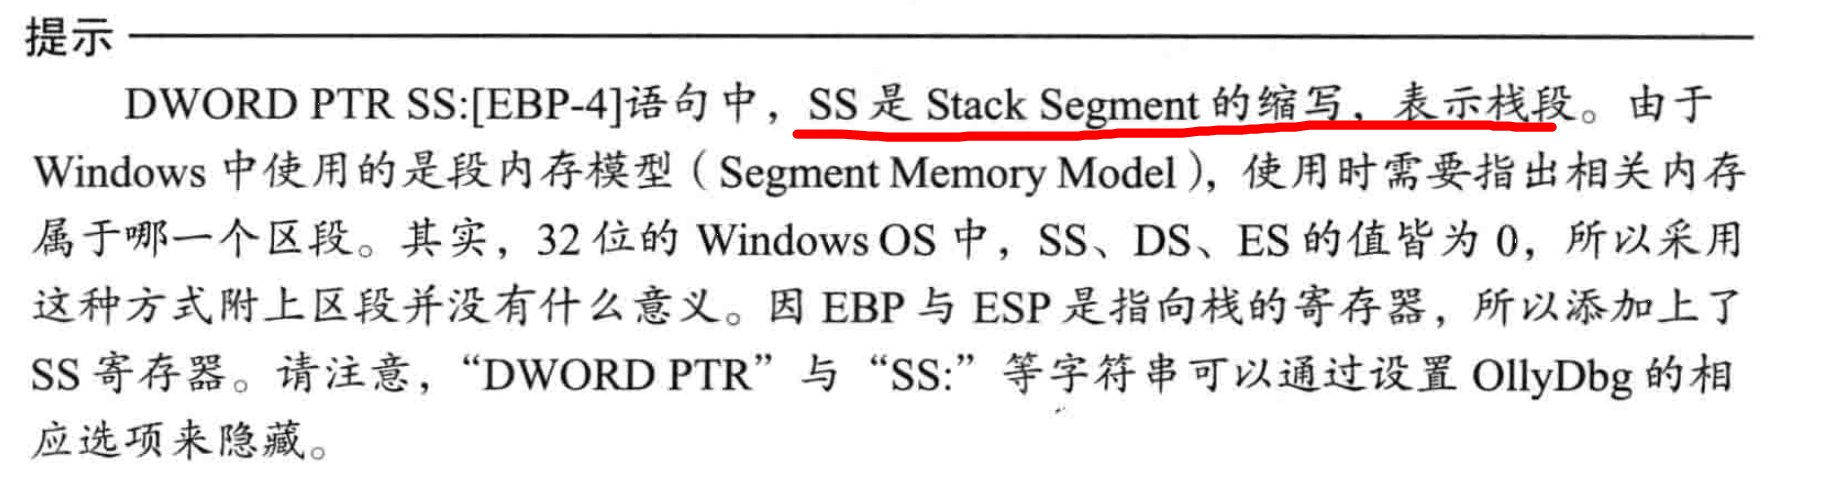 提示
DWORD PTR SS:[EBP-4]语句中，SS 是 Stack Segment 的缩写，表示栈段。由于
Windows 中使用的是段内存模型（Segment Memory Model），使用时需要指出相关内存
属于哪一个区段。其实，32 位的 Windows OS 中，SS、DS、ES 的值皆为 0，所以采用
这种方式附上区段并没有什么意义。因 EBP 与 ESP 是指向栈的寄存器，所以添加上了
SS 寄存器。请注意，“DWORD PTR”与“SS:”等字符串可以通过设置 OllyDbg 的相
应选项来隐藏。